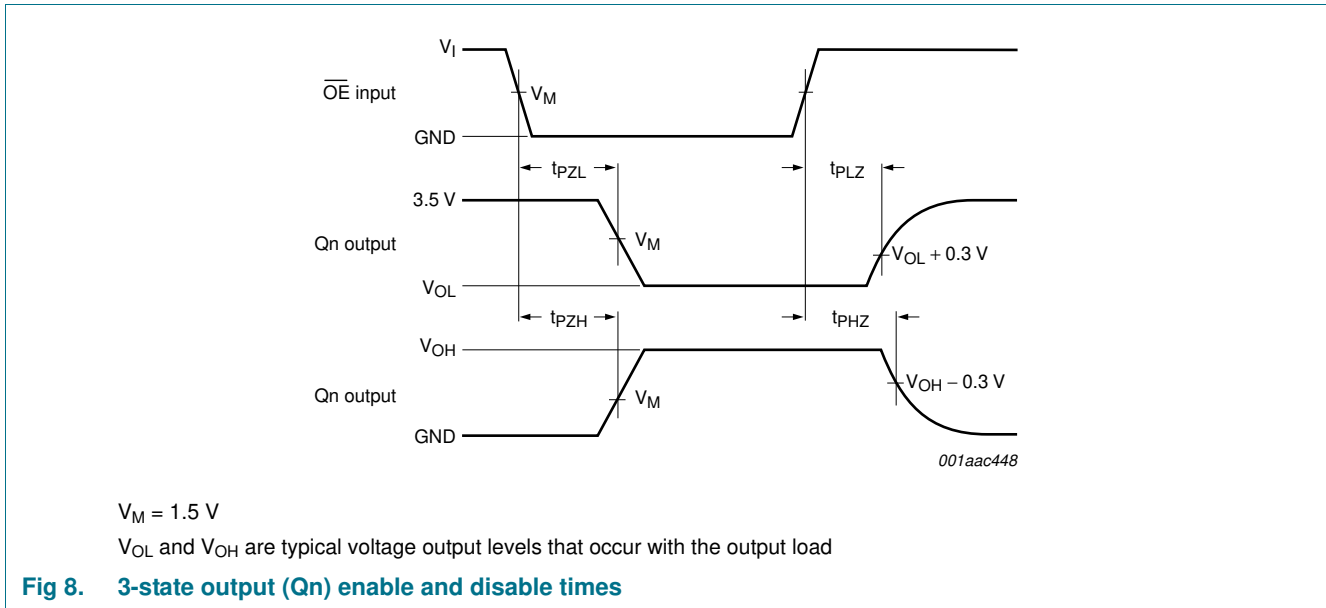 V_I
OE input
V_M
GND
t_PZL
t_PLZ
3.5 V
Qn output
V_M
V_OL + 0.3 V
V_OL
t_PZH
t_PHZ
V_OH
V_OH − 0.3 V
Qn output
V_M
GND
001aac448
V_M = 1.5 V
V_OL and V_OH are typical voltage output levels that occur with the output load
Fig 8. 3-state output (Qn) enable and disable times